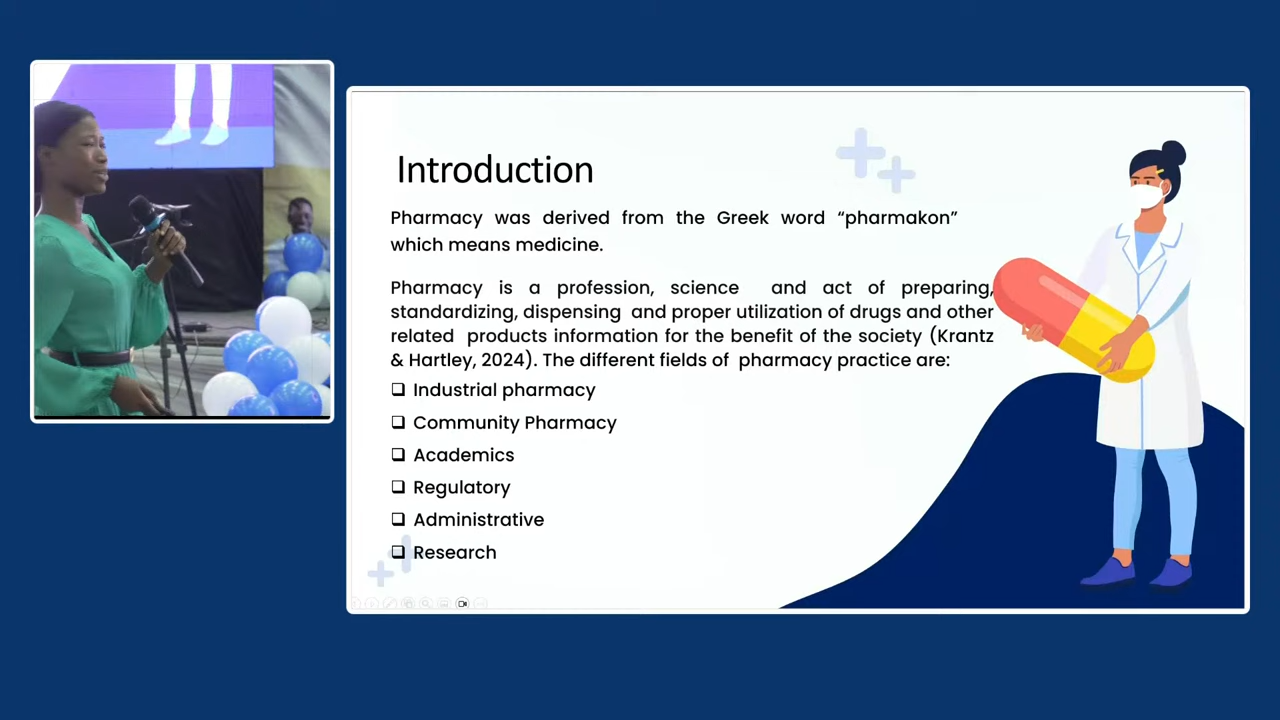 Introduction
Pharmacy was derived from the Greek word “pharmakon”
which means medicine.
Pharmacy is a profession, science and act of preparing,
standardizing, dispensing and proper utilization of drugs and other
related products information for the benefit of the society (Krantz
& Hartley, 2024). The different fields of pharmacy practice are:
❑ Industrial pharmacy
❑ Community Pharmacy
❑ Academics
❑ Regulatory
❑ Administrative
❑ Research